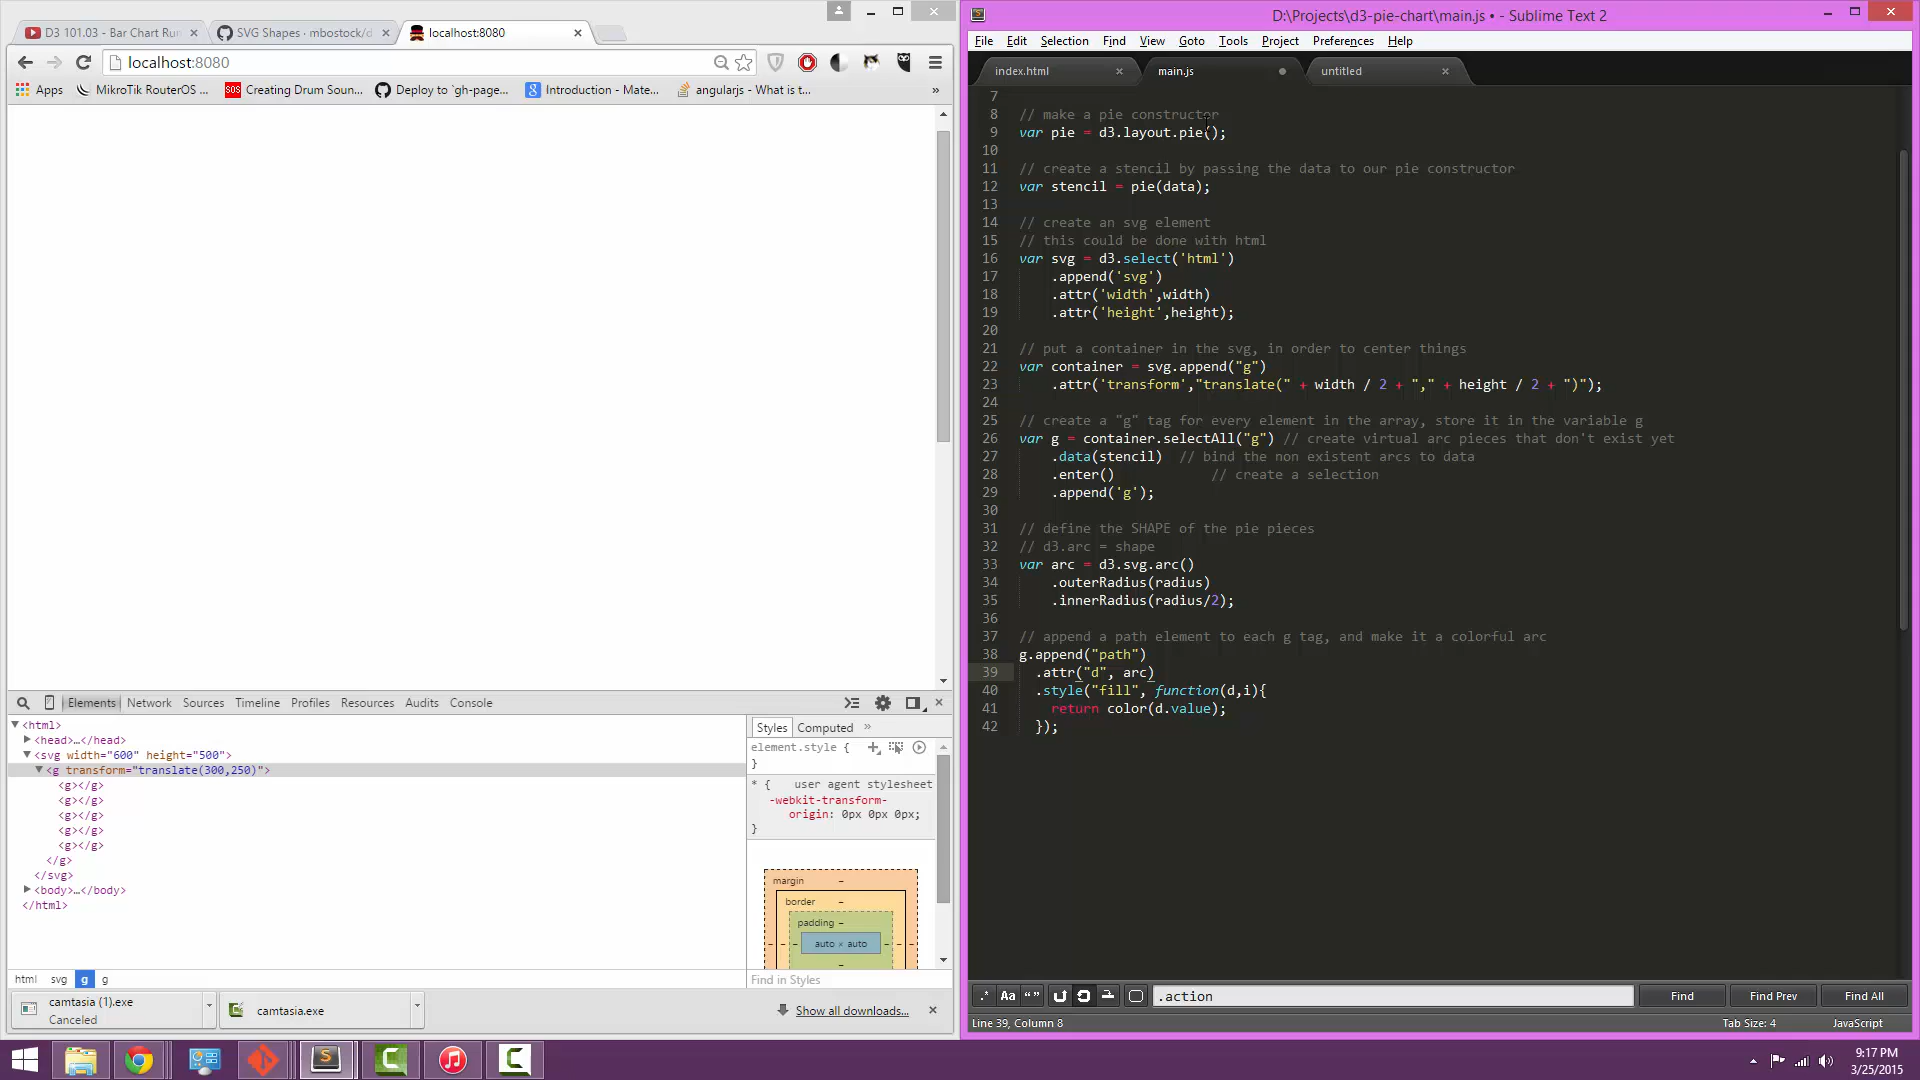 D3 101.03 - Bar Chart Run
SVG Shapes · mbostock/d
localhost:8080
localhost:8080
Apps
MikroTik RouterOS ...
Creating Drum Soun...
Deploy to `gh-page...
Introduction - Mate...
angularjs - What is t...
»
Elements
Network
Sources
Timeline
Profiles
Resources
Audits
Console
<html>
<head>…</head>
<svg width="600" height="500">
<g transform="translate(300,250)">
<g></g>
<g></g>
<g></g>
<g></g>
<g></g>
</g>
</svg>
<body>…</body>
</html>
Styles
Computed
»
element.style {
}
* {
user agent stylesheet
-webkit-transform-
origin: 0px 0px 0px;
}
margin –
border –
padding –
– – – auto × auto – – –
–
Find in Styles
html
svg
g
g
camtasia (1).exe
Canceled
camtasia.exe
Show all downloads...
D:\Projects\d3-pie-chart\main.js • - Sublime Text 2
File
Edit
Selection
Find
View
Goto
Tools
Project
Preferences
Help
index.html
main.js
untitled
7
8 // make a pie constructor
9 var pie = d3.layout.pie();
10
11 // create a stencil by passing the data to our pie constructor
12 var stencil = pie(data);
13
14 // create an svg element
15 // this could be done with html
16 var svg = d3.select('html')
17 .append('svg')
18 .attr('width',width)
19 .attr('height',height);
20
21 // put a container in the svg, in order to center things
22 var container = svg.append("g")
23 .attr('transform',"translate(" + width / 2 + "," + height / 2 + ")");
24
25 // create a "g" tag for every element in the array, store it in the variable g
26 var g = container.selectAll("g") // create virtual arc pieces that don't exist yet
27 .data(stencil) // bind the non existent arcs to data
28 .enter() // create a selection
29 .append('g');
30
31 // define the SHAPE of the pie pieces
32 // d3.arc = shape
33 var arc = d3.svg.arc()
34 .outerRadius(radius)
35 .innerRadius(radius/2);
36
37 // append a path element to each g tag, and make it a colorful arc
38 g.append("path")
39 .attr("d", arc)
40 .style("fill", function(d,i){
41 return color(d.value);
42 });
.*
Aa
“ ”
.action
Find
Find Prev
Find All
Line 39, Column 8
Tab Size: 4
JavaScript
9:17 PM
3/25/2015